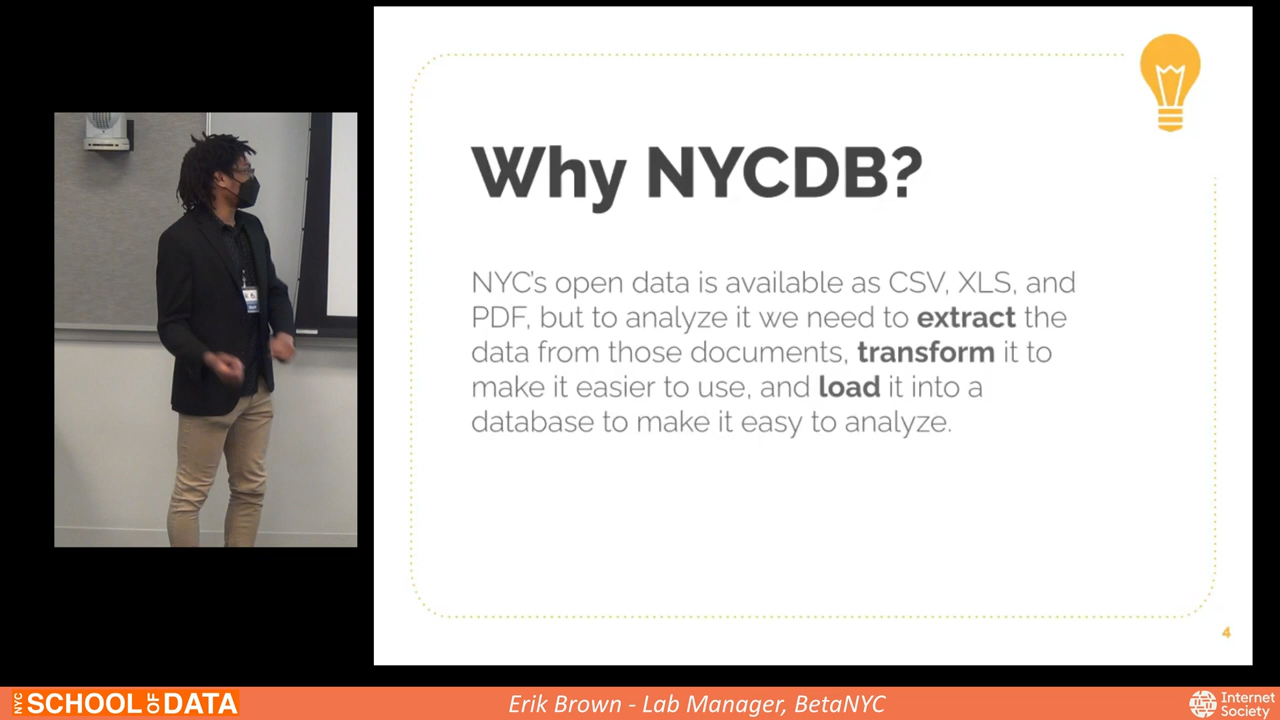 Why NYCDB?
NYC's open data is available as CSV, XLS, and
PDF, but to analyze it we need to extract the
data from those documents, transform it to
make it easier to use, and load it into a
database to make it easy to analyze.
4
NYC SCHOOL OF DATA
Erik Brown - Lab Manager, BetaNYC
Internet
Society